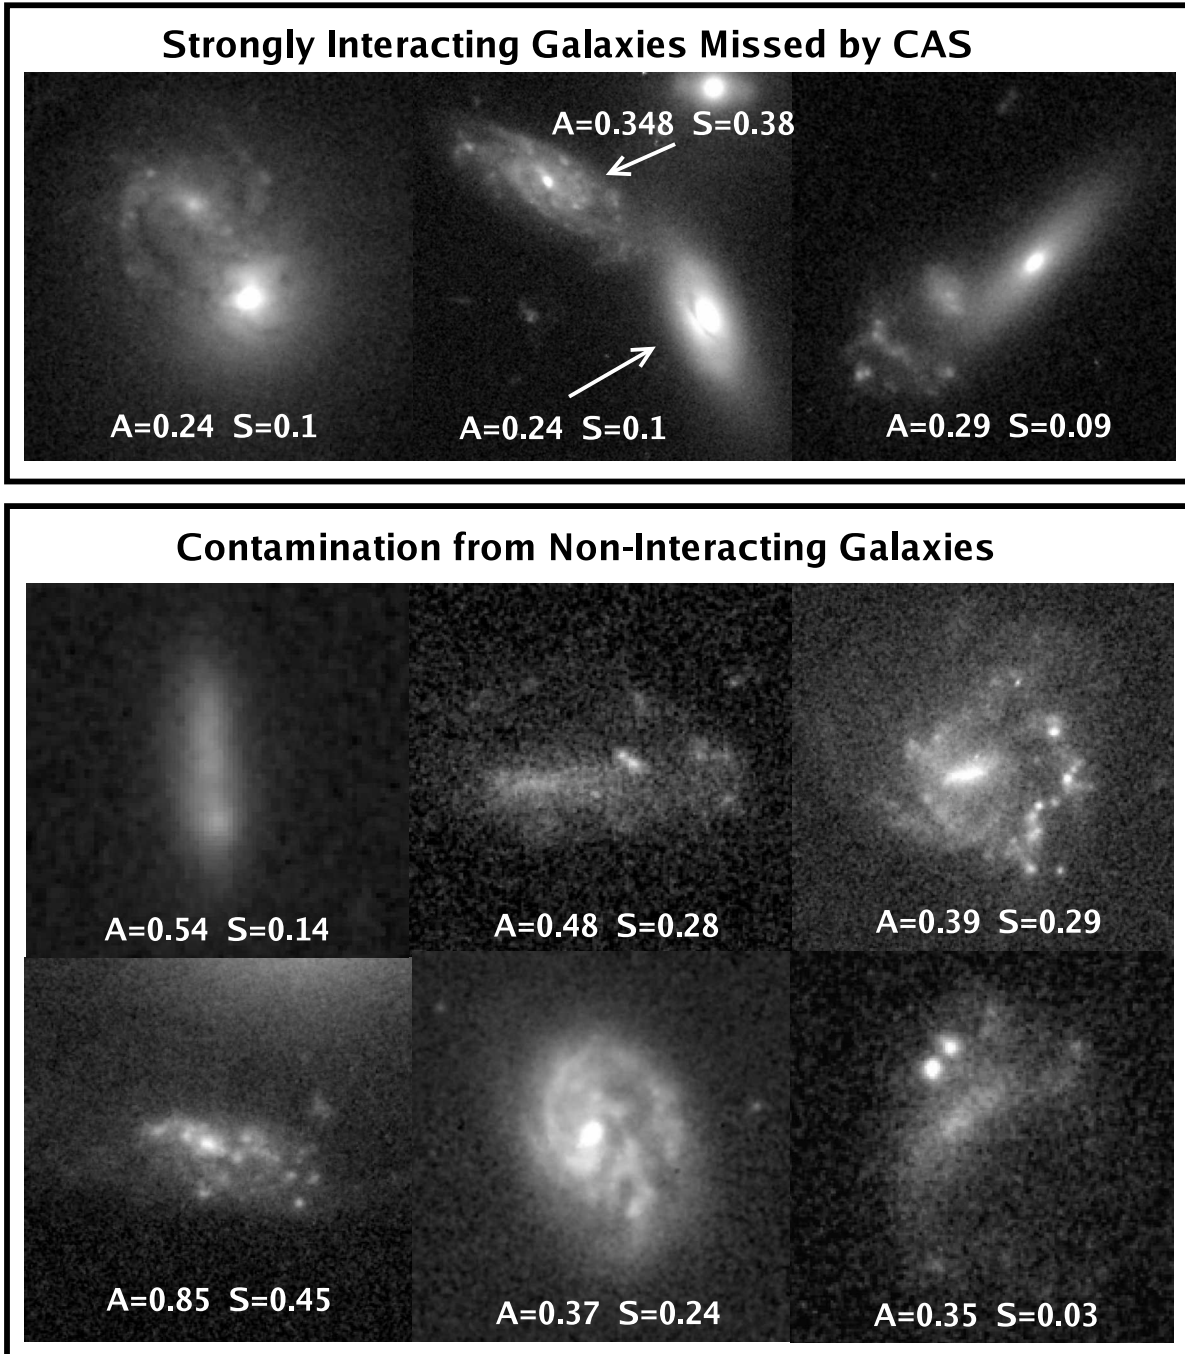 Strongly Interacting Galaxies Missed by CAS
A=0.348 S=0.38
A=0.24 S=0.1
A=0.24 S=0.1
A=0.29 S=0.09
Contamination from Non-Interacting Galaxies
A=0.54 S=0.14
A=0.48 S=0.28
A=0.39 S=0.29
A=0.85 S=0.45
A=0.37 S=0.24
A=0.35 S=0.03